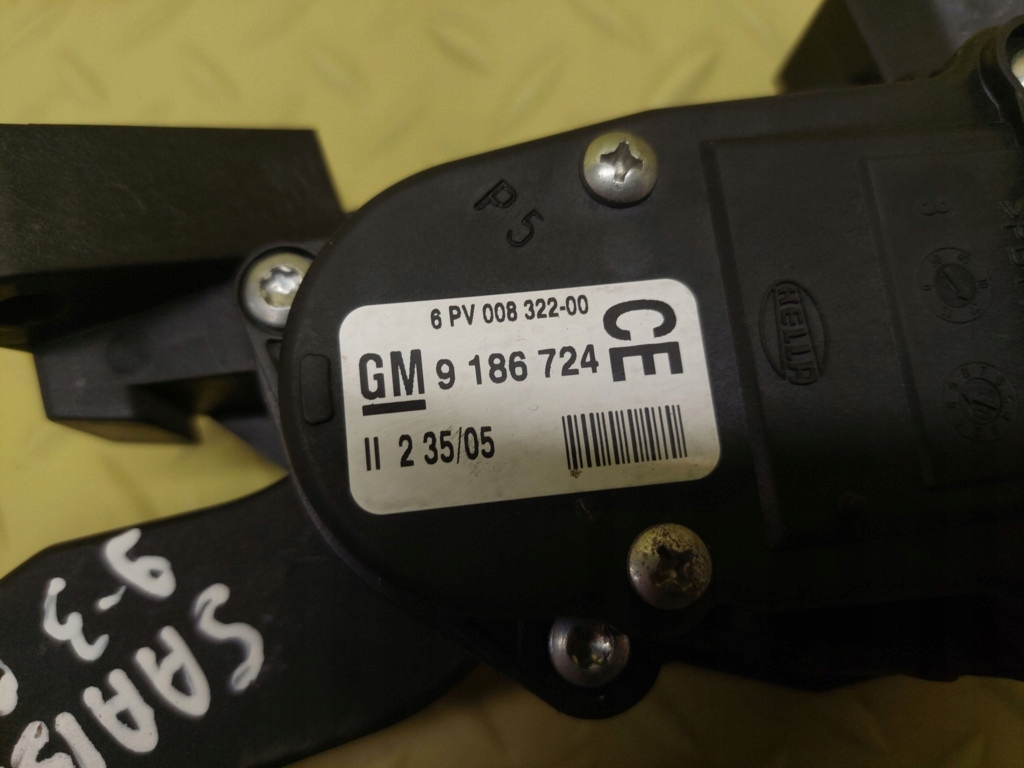 P5
6 PV 008 322-00
CE
GM 9 186 724
II 2 35/05
HELLA
SAAB
9-3